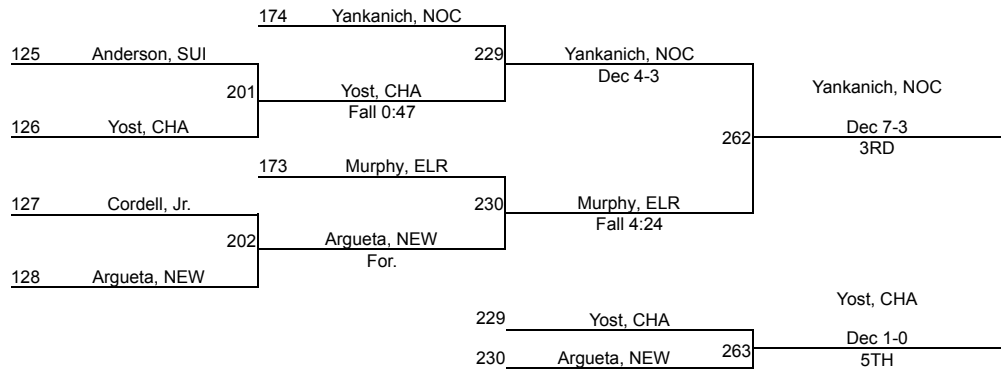 174 Yankanich, NOC
125 Anderson, SUI
229 Yankanich, NOC
Dec 4-3
Yankanich, NOC
201 Yost, CHA
Fall 0:47
126 Yost, CHA
262 Dec 7-3
3RD
173 Murphy, ELR
127 Cordell, Jr.
230 Murphy, ELR
Fall 4:24
202 Argueta, NEW
For.
128 Argueta, NEW
Yost, CHA
229 Yost, CHA
Dec 1-0
263
230 Argueta, NEW
5TH